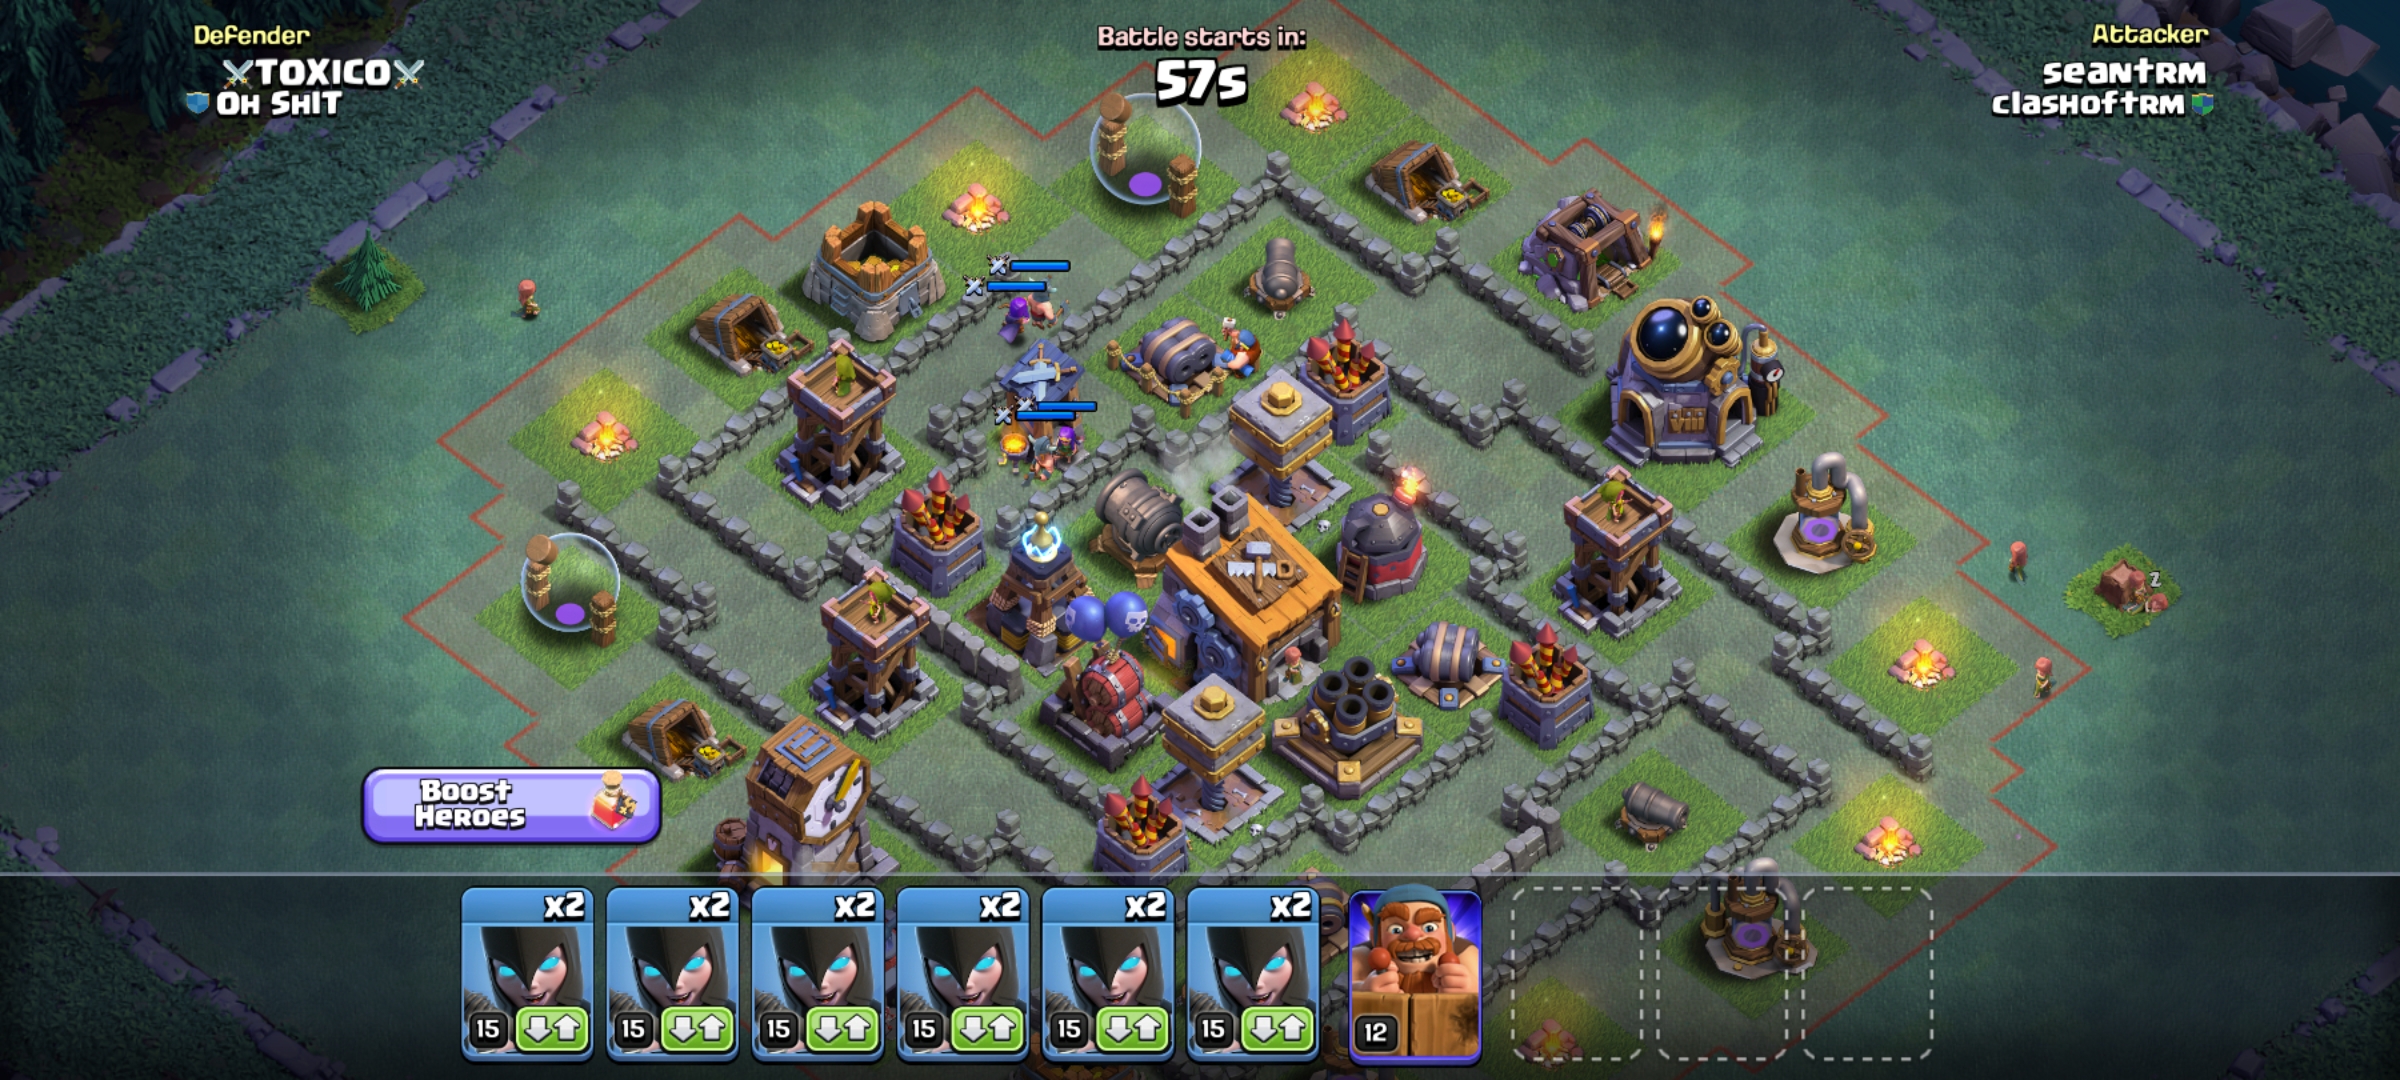 Defender
TOXICO
OH SHIT
Battle starts in:
57s
Attacker
seantRM
clashoftRM
VIII
z
V
Boost
Heroes
x2
x2
x2
x2
x2
x2
15
15
15
15
15
15
12